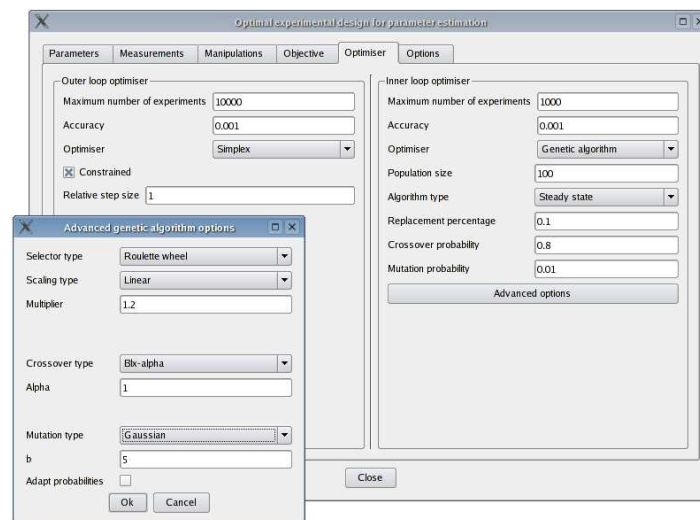 Optimal experimental design for parameter estimation
Parameters
Measurements
Manipulations
Objective
Optimiser
Options
Outer loop optimiser
Maximum number of experiments 10000
Accuracy 0.001
Optimiser Simplex
Constrained
Relative step size 1
Inner loop optimiser
Maximum number of experiments 1000
Accuracy 0.001
Optimiser Genetic algorithm
Population size 100
Algorithm type Steady state
Replacement percentage 0.1
Crossover probability 0.8
Mutation probability 0.01
Advanced options
Advanced genetic algorithm options
Selector type Roulette wheel
Scaling type Linear
Multiplier 1.2
Crossover type Blx-alpha
Alpha 1
Mutation type Gaussian
b 5
Adapt probabilities
Ok Cancel
Close